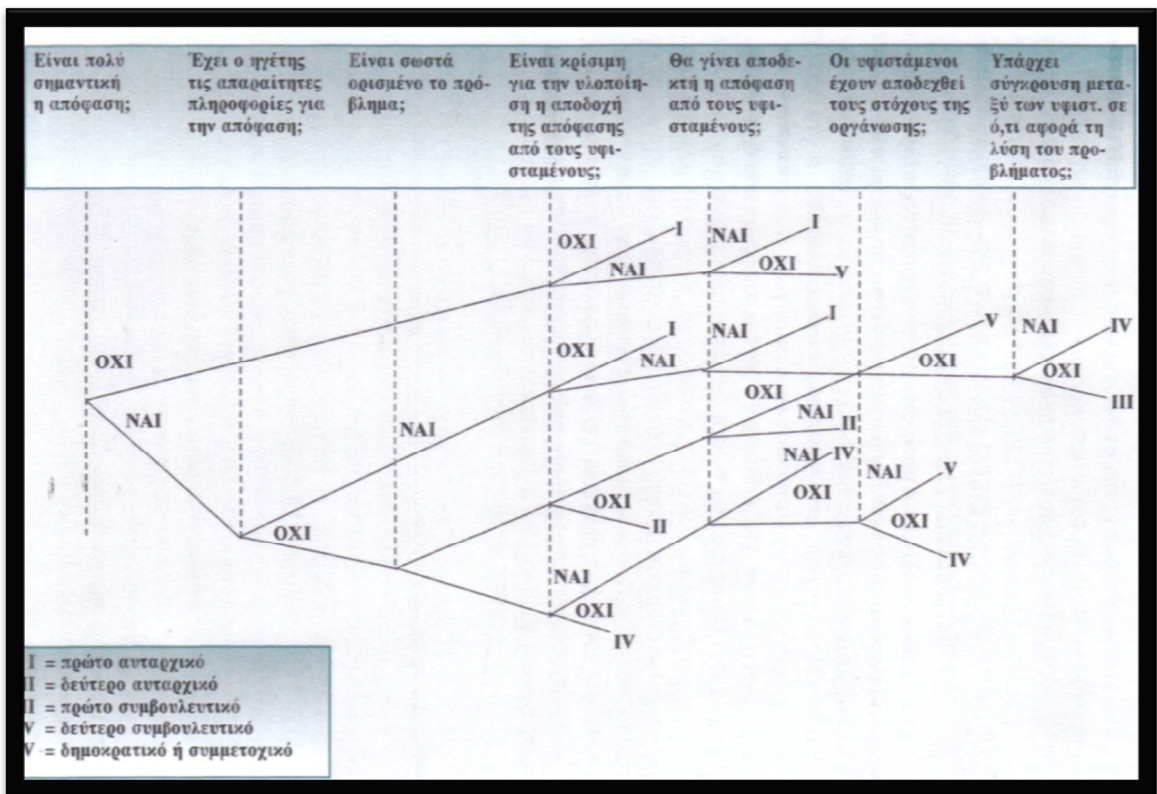 Είναι πολύ
σημαντική
η απόφαση;
Έχει ο ηγέτης
τις απαραίτητες
πληροφορίες για
την απόφαση;
Είναι σωστά
ορισμένο το πρό-
βλημα;
Είναι κρίσιμη
για την υλοποίη-
ση η αποδοχή
της απόφασης
από τους υφι-
σταμένους;
Θα γίνει αποδε-
κτή η απόφαση
από τους υφι-
σταμένους;
Οι υφιστάμενοι
έχουν αποδεχθεί
τους στόχους της
οργάνωσης;
Υπάρχει
σύγκρουση μετα-
ξύ των υφιστ. σε
ό,τι αφορά τη
λύση του προ-
βλήματος;
ΟΧΙ
I
ΝΑΙ
I
ΝΑΙ
ΟΧΙ
V
ΟΧΙ
I
ΝΑΙ
ΝΑΙ
I
V
ΝΑΙ
IV
ΟΧΙ
ΟΧΙ
III
ΟΧΙ
ΝΑΙ
ΟΧΙ
ΝΑΙ
II
ΝΑΙ
IV
ΝΑΙ
V
ΟΧΙ
ΟΧΙ
II
ΟΧΙ
ΟΧΙ
IV
ΝΑΙ
ΟΧΙ
IV
I = πρώτο αυταρχικό
II = δεύτερο αυταρχικό
II = πρώτο συμβουλευτικό
V = δεύτερο συμβουλευτικό
V = δημοκρατικό ή συμμετοχικό